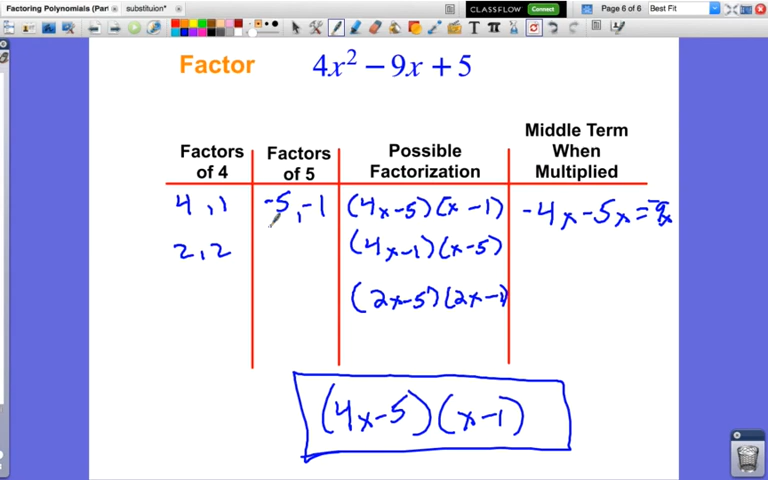 Factoring Polynomials (Par
substituion*
CLASSFLOW Connect
Page 6 of 6
Best Fit
Factor 4x² − 9x + 5
Factors of 4
Factors of 5
Possible Factorization
Middle Term When Multiplied
4, 1
-5, -1
(4x-5)(x-1)
-4x-5x=-9x
2, 2
(4x-1)(x-5)
(2x-5)(2x-1)
(4x-5)(x-1)